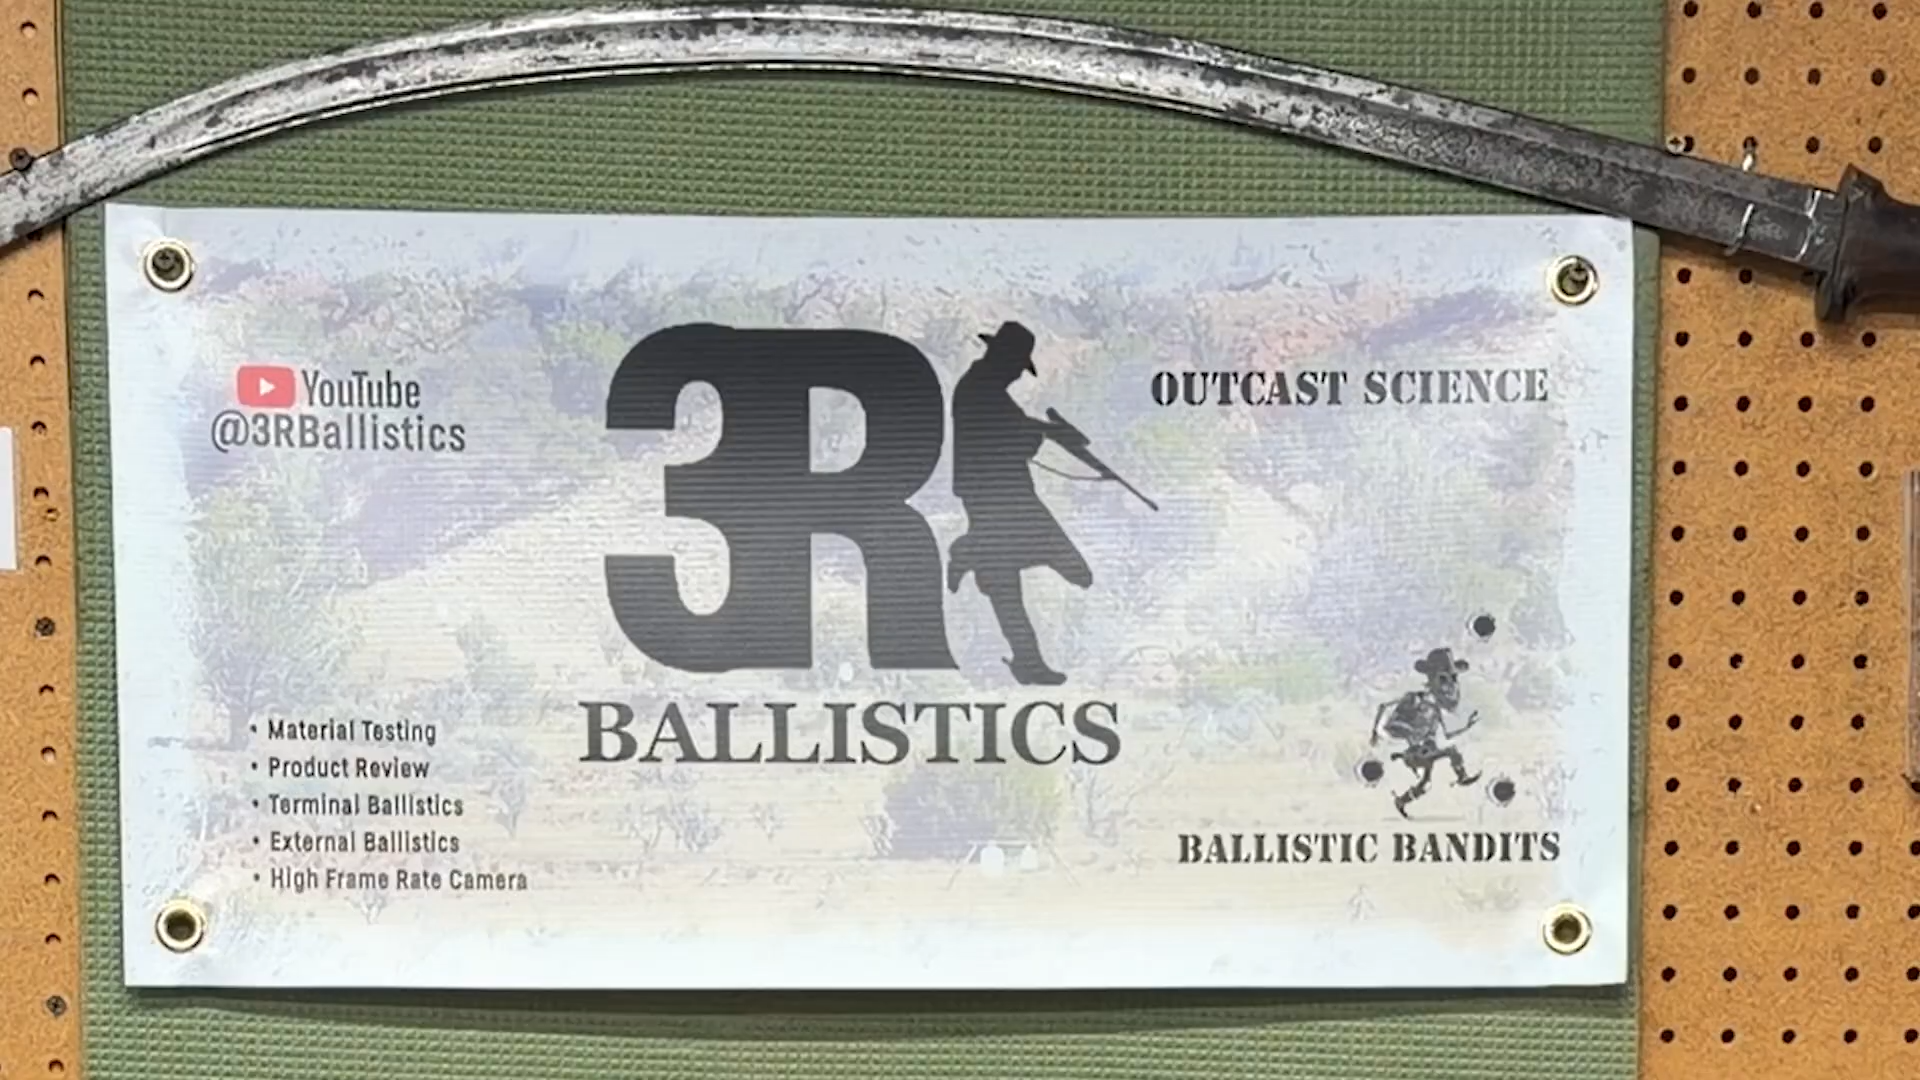 YouTube
@3RBallistics
3R
BALLISTICS
OUTCAST SCIENCE
• Material Testing
• Product Review
• Terminal Ballistics
• External Ballistics
• High Frame Rate Camera
BALLISTIC BANDITS